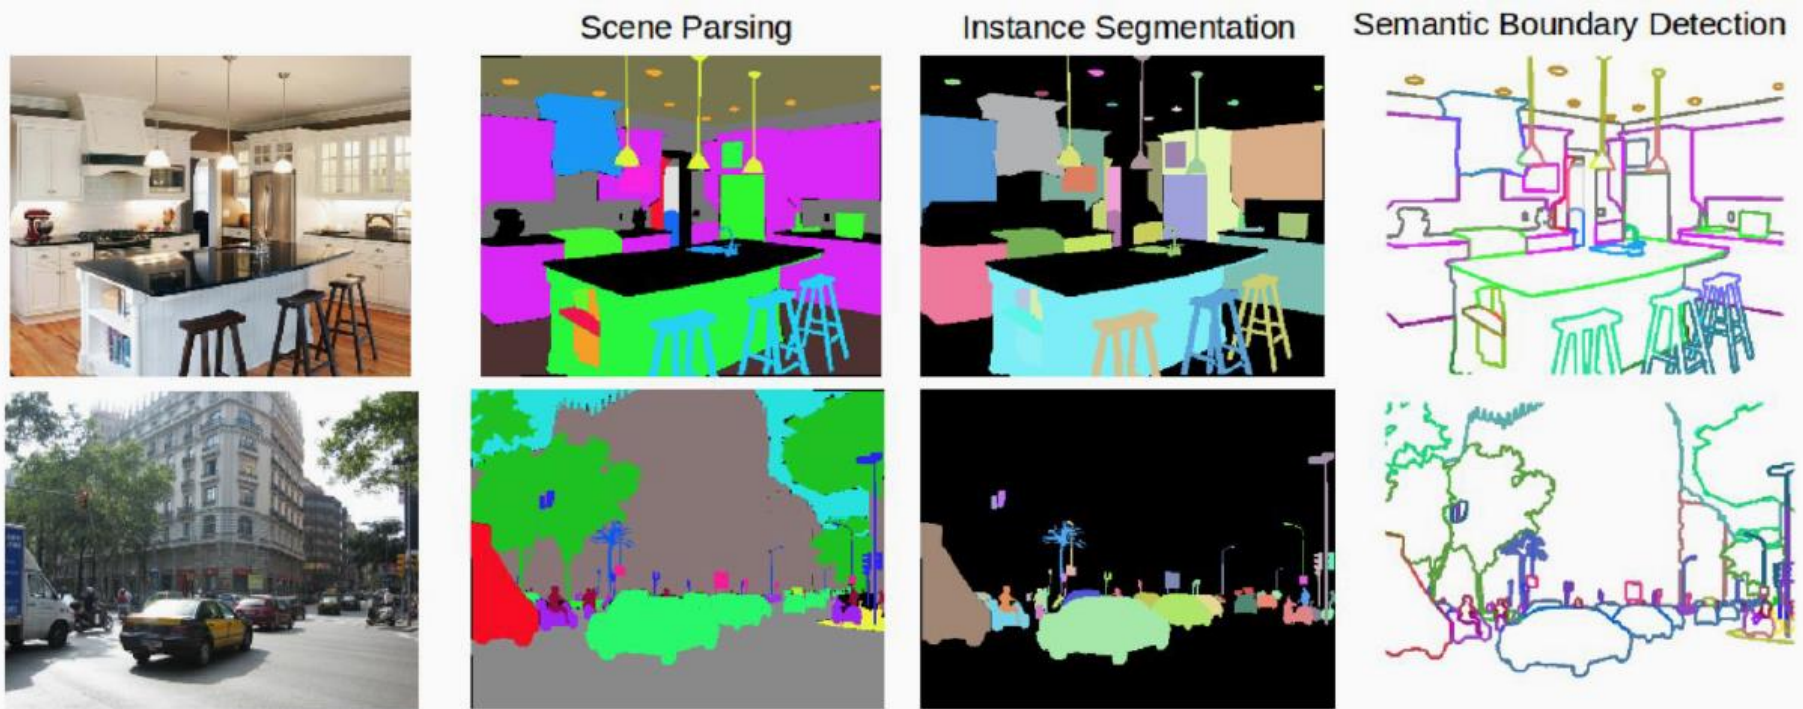 Scene Parsing
Instance Segmentation
Semantic Boundary Detection